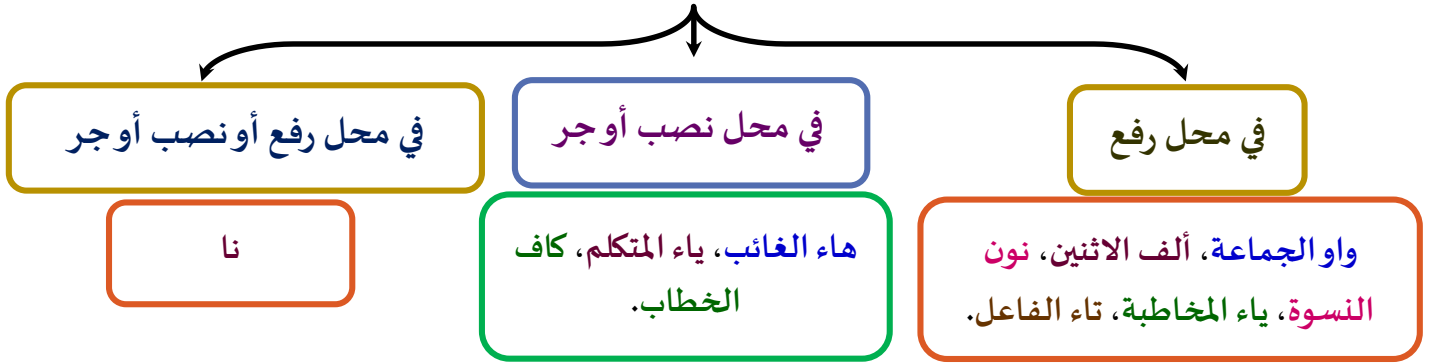 في محل رفع
في محل نصب أو جر
في محل رفع أو نصب أو جر
واو الجماعة، ألف الاثنين، نون
النسوة، ياء المخاطبة، تاء الفاعل.
هاء الغائب، ياء المتكلم، كاف
الخطاب.
نا